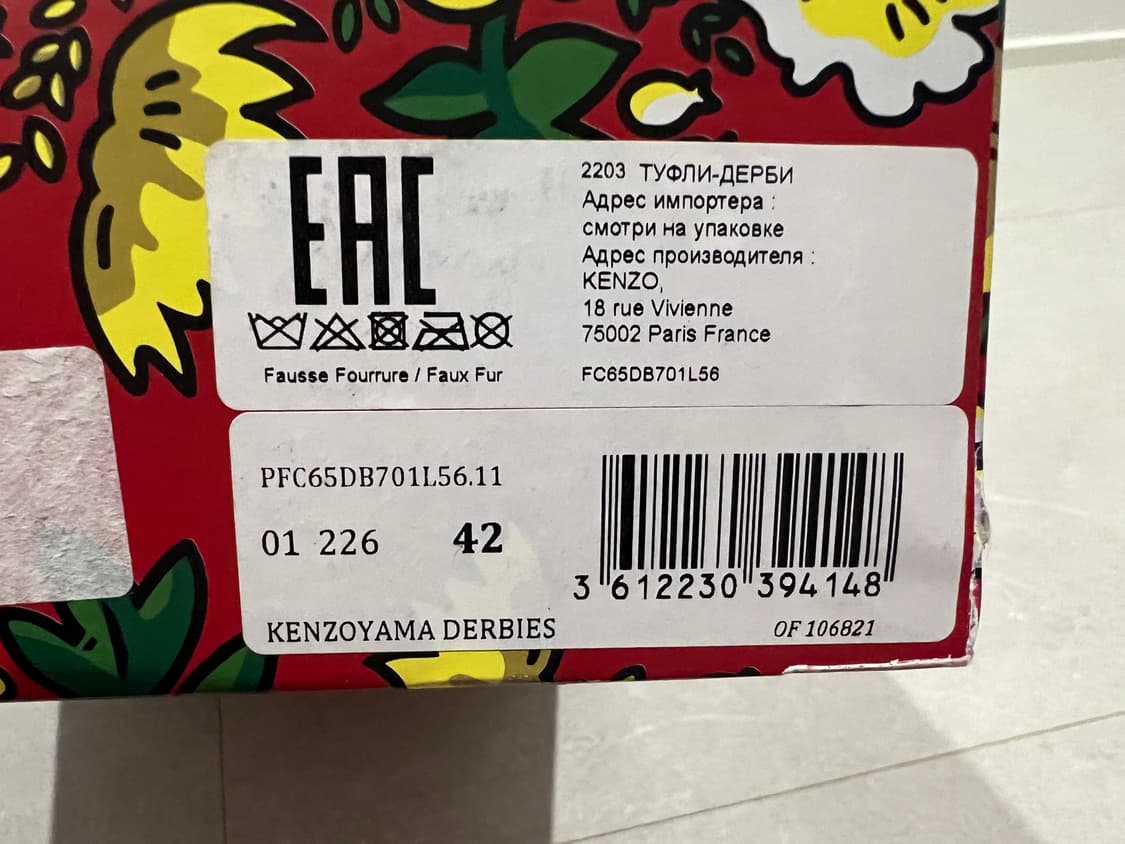 EAC
2203 ТУФЛИ-ДЕРБИ
Адрес импортера :
смотри на упаковке
Адрес производителя :
KENZO,
18 rue Vivienne
75002 Paris France
Fausse Fourrure / Faux Fur
FC65DB701L56
PFC65DB701L56.11
01 226 42
3 612230 394148
KENZOYAMA DERBIES
OF 106821